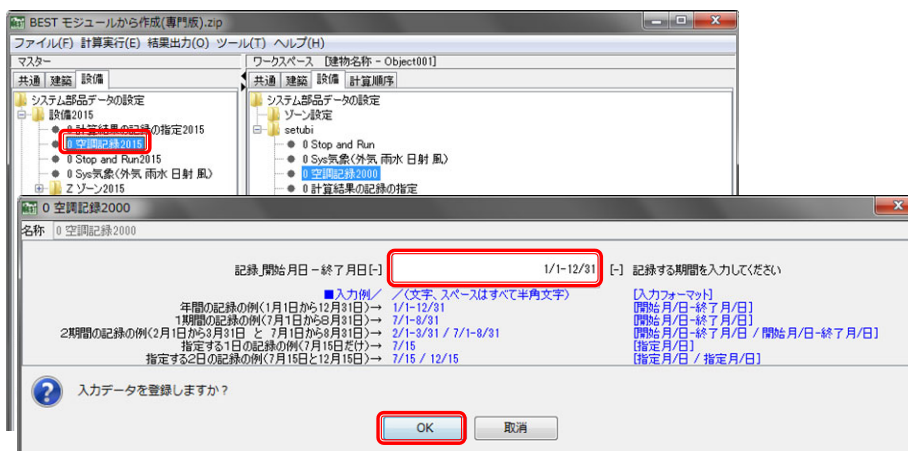 BEST モジュールから作成(専門版).zip
ファイル(F) 計算実行(E) 結果出力(O) ツール(T) ヘルプ(H)
マスター
共通 建築 設備
システム部品データの設定
設備2015
0 計算結果の記録の指定2015
0 空調記録2015
0 Stop and Run2015
0 Sys気象(外気 雨水 日射 風)
Z ゾーン2015
ワークスペース [建物名称 - Object001]
共通 建築 設備 計算順序
システム部品データの設定
ゾーン設定
setubi
0 Stop and Run
0 Sys気象(外気 雨水 日射 風)
0 空調記録2000
0 計算結果の記録の指定
0 空調記録2000
名称 0 空調記録2000
記録_開始月日－終了月日[-] 1/1-12/31 [-] 記録する期間を入力してください
■入力例／ ／(文字、スペースはすべて半角文字) [入力フォーマット]
年間の記録の例(1月1日から12月31日)→ 1/1-12/31 [開始月/日-終了月/日]
1期間の記録の例(7月1日から8月31日)→ 7/1-8/31 [開始月/日-終了月/日]
2期間の記録の例(2月1日から3月31日 と 7月1日から8月31日)→ 2/1-3/31 / 7/1-8/31 [開始月/日-終了月/日 / 開始月/日-終了月/日]
指定する1日の記録の例(7月15日だけ)→ 7/15 [指定月/日]
指定する2日の記録の例(7月15日と12月15日)→ 7/15 / 12/15 [指定月/日 / 指定月/日]
入力データを登録しますか？
OK 取消